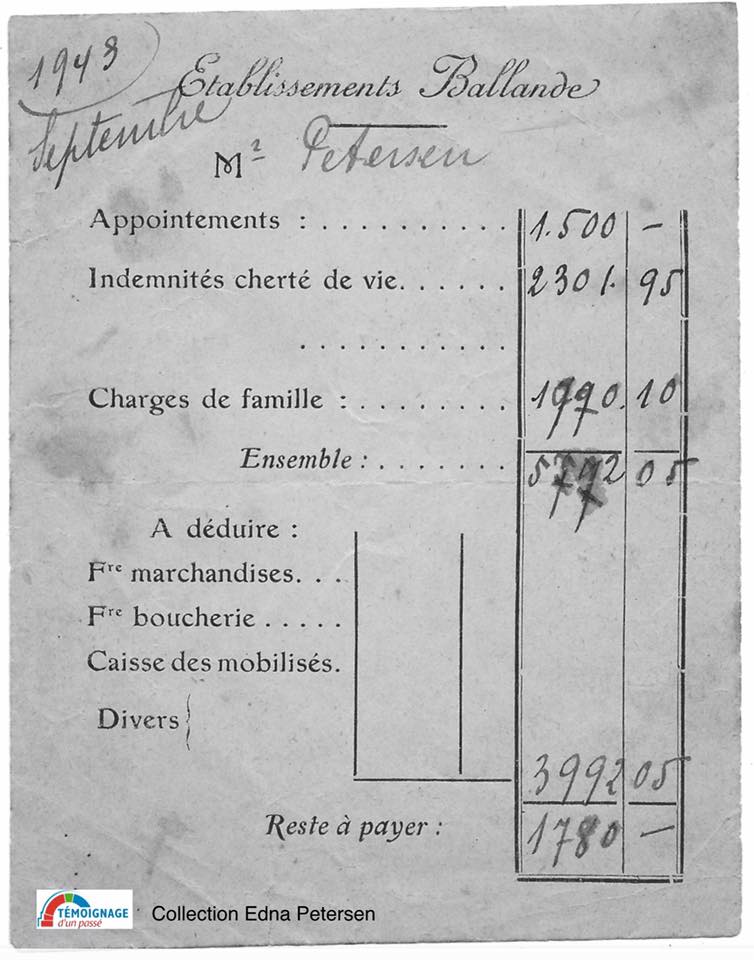 1943
Septembre
Etablissements Ballande
Mr Petersen
Appointements : .......... 1.500 —
Indemnités cherté de vie. ...... 2301. 95
..........
Charges de famille : ........ 1970. 10
Ensemble : ....... 5772 05
A déduire :
Fre marchandises. . .
Fre boucherie .....
Caisse des mobilisés.
Divers
3992 05
Reste à payer : 1780 —
TÉMOIGNAGE
d'un passé
Collection Edna Petersen